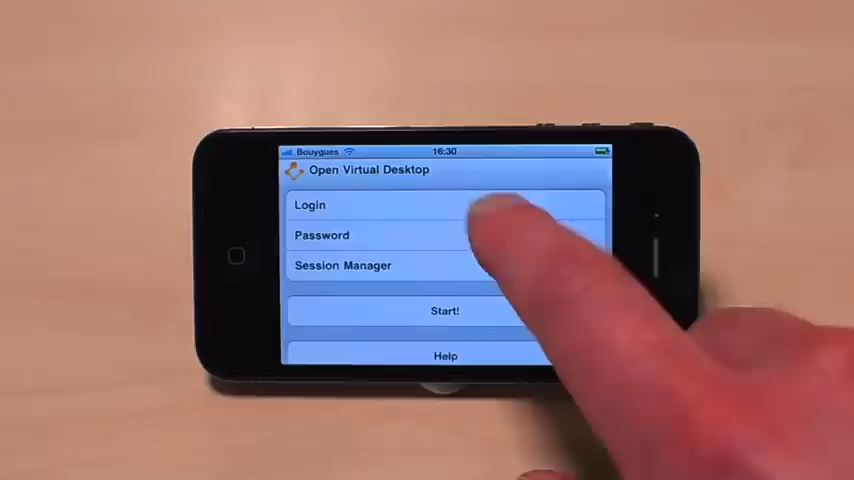 Bouygues 16:30
Open Virtual Desktop
Login
Password
Session Manager
Start!
Help